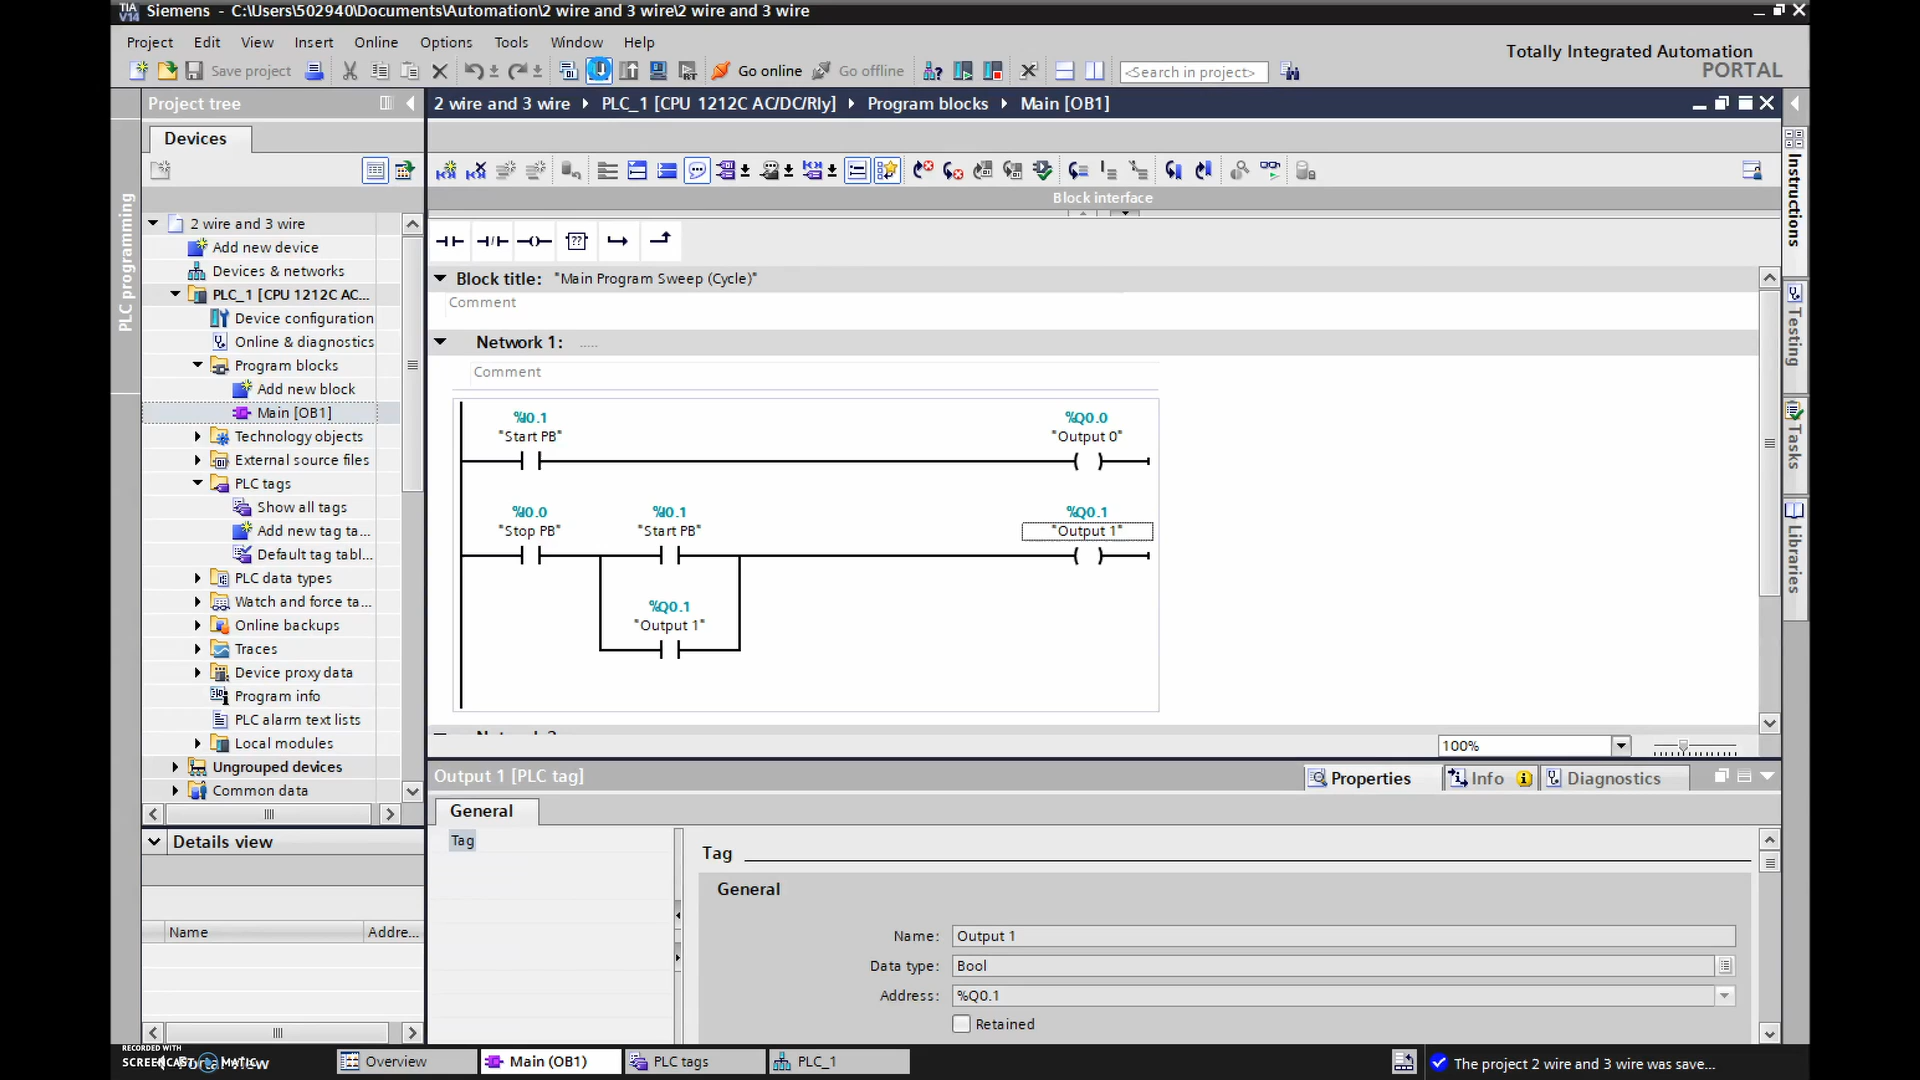 TIA V14 Siemens - C:\Users\502940\Documents\Automation\2 wire and 3 wire\2 wire and 3 wire
Project Edit View Insert Online Options Tools Window Help
Totally Integrated Automation
PORTAL
Save project
Go online
Go offline
<Search in project>
Project tree
2 wire and 3 wire PLC_1 [CPU 1212C AC/DC/Rly] Program blocks Main [OB1]
Devices
PLC programming
Block interface
2 wire and 3 wire
Add new device
Devices & networks
PLC_1 [CPU 1212C AC...
Device configuration
Online & diagnostics
Program blocks
Add new block
Main [OB1]
Technology objects
External source files
PLC tags
Show all tags
Add new tag ta...
Default tag tabl...
PLC data types
Watch and force ta...
Online backups
Traces
Device proxy data
Program info
PLC alarm text lists
Local modules
Ungrouped devices
Common data
Details view
Name Addre...
??
Block title: "Main Program Sweep (Cycle)"
Comment
Network 1: .....
Comment
%I0.1
"Start PB"
%Q0.0
"Output 0"
%I0.0
"Stop PB"
%I0.1
"Start PB"
%Q0.1
"Output 1"
%Q0.1
"Output 1"
100%
Instructions
Testing
Tasks
Libraries
Output 1 [PLC tag]
Properties
Info
Diagnostics
General
Tag
Tag
General
Name: Output 1
Data type: Bool
Address: %Q0.1
Retained
RECORDED WITH
SCREENCAST MATIC
Portal view
Overview
Main (OB1)
PLC tags
PLC_1
The project 2 wire and 3 wire was save...